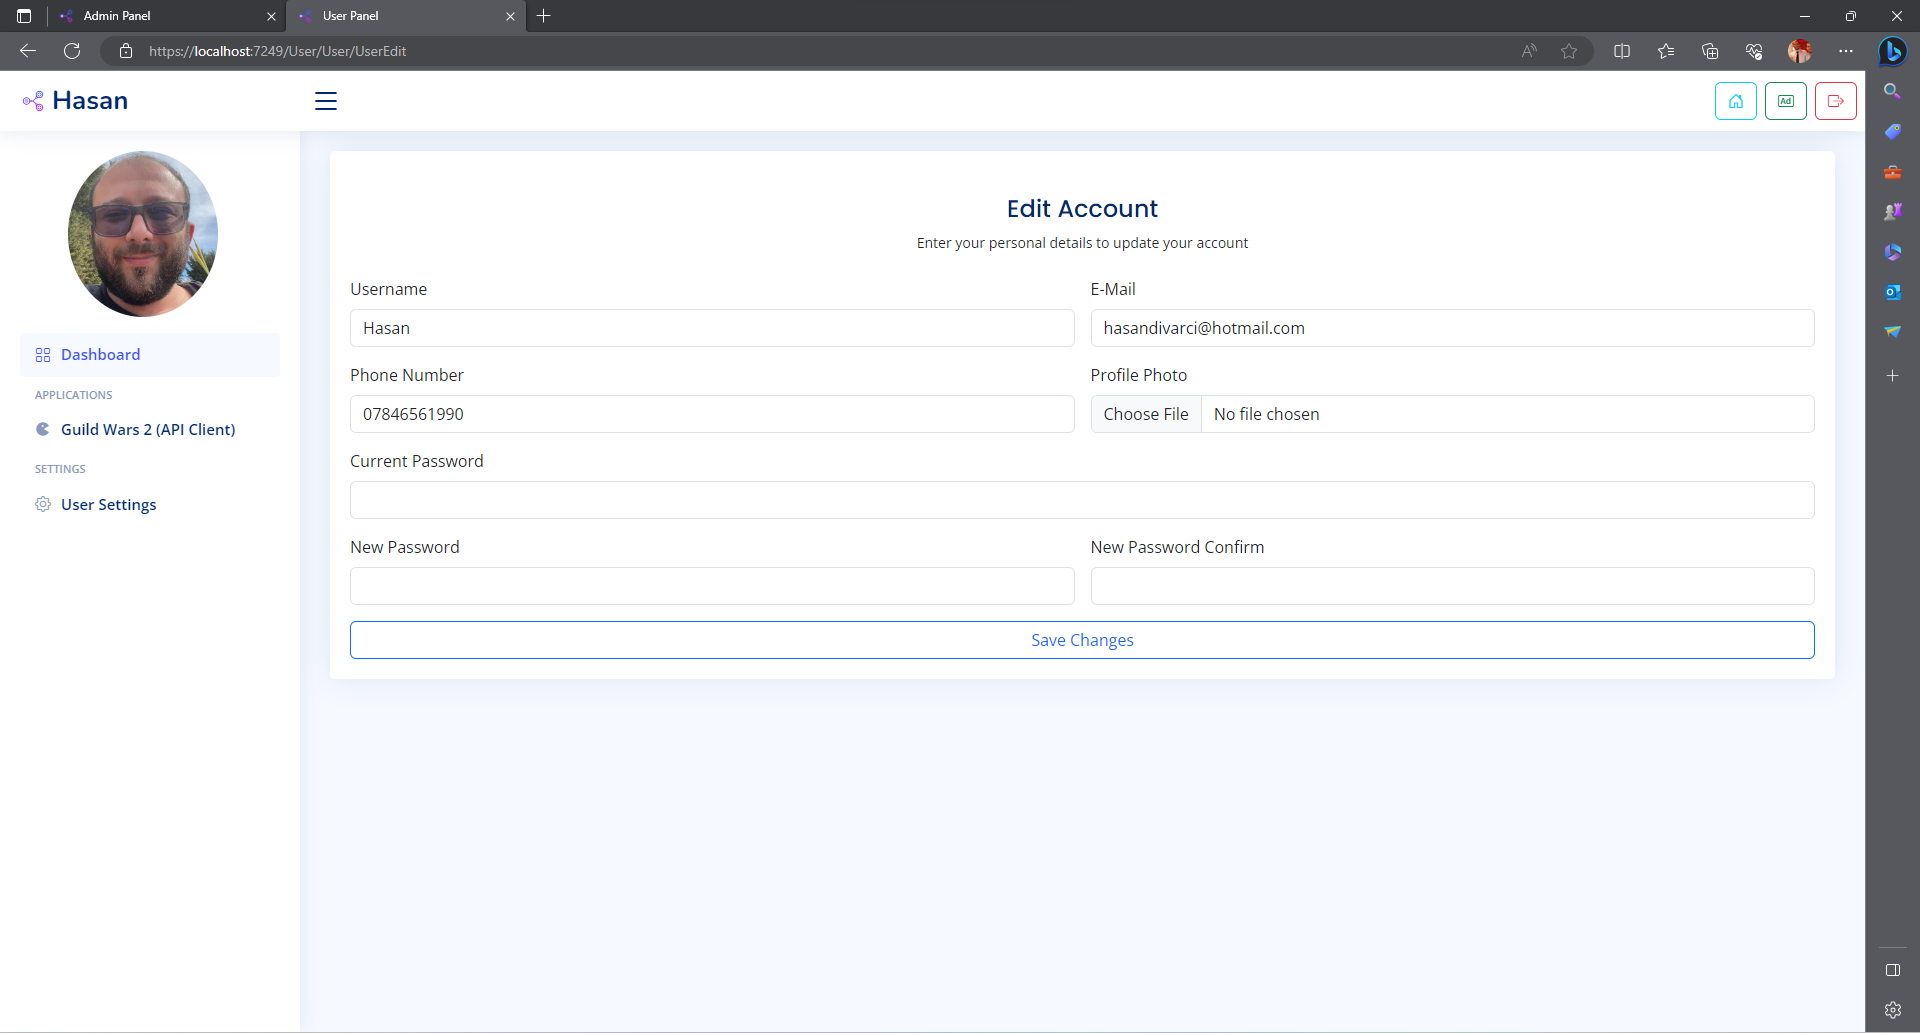 Admin Panel
User Panel
https://localhost:7249/User/User/UserEdit
Hasan
Ad
Edit Account
Enter your personal details to update your account
Username
E-Mail
Hasan
hasandivarci@hotmail.com
Dashboard
Phone Number
Profile Photo
APPLICATIONS
07846561990
Choose File
No file chosen
Guild Wars 2 (API Client)
Current Password
SETTINGS
User Settings
New Password
New Password Confirm
Save Changes